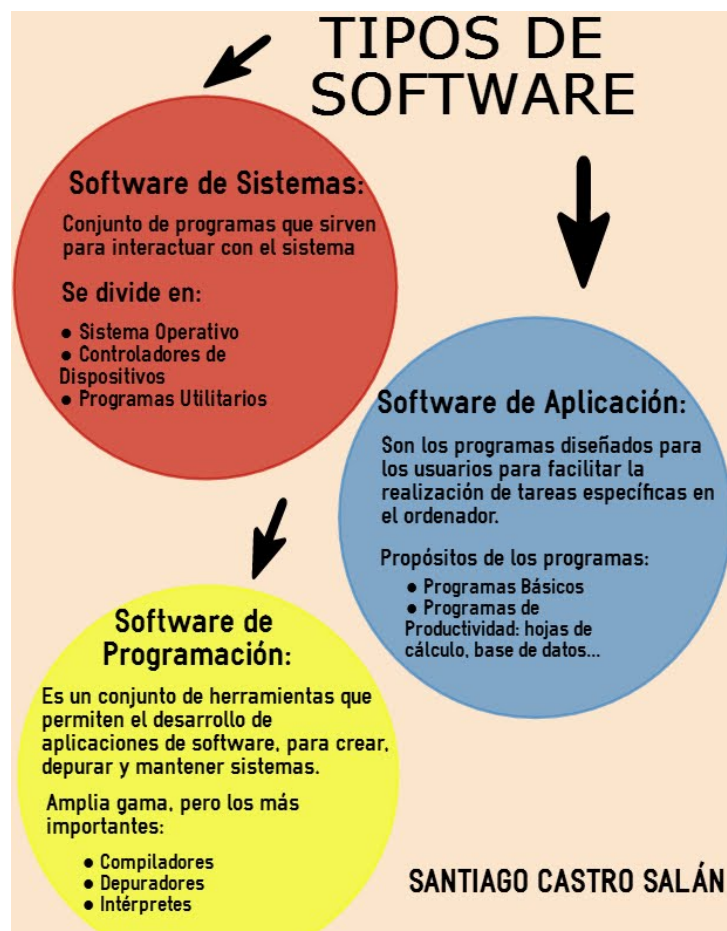 TIPOS DE
SOFTWARE
Software de Sistemas:
Conjunto de programas que sirven
para interactuar con el sistema
Se divide en:
● Sistema Operativo
● Controladores de
Dispositivos
● Programas Utilitarios
Software de Aplicación:
Son los programas diseñados para
los usuarios para facilitar la
realización de tareas específicas en
el ordenador.
Propósitos de los programas:
● Programas Básicos
● Programas de
Productividad: hojas de
cálculo, base de datos...
Software de
Programación:
Es un conjunto de herramientas que
permiten el desarrollo de
aplicaciones de software, para crear,
depurar y mantener sistemas.
Amplia gama, pero los más
importantes:
● Compiladores
● Depuradores
● Intérpretes
SANTIAGO CASTRO SALÁN